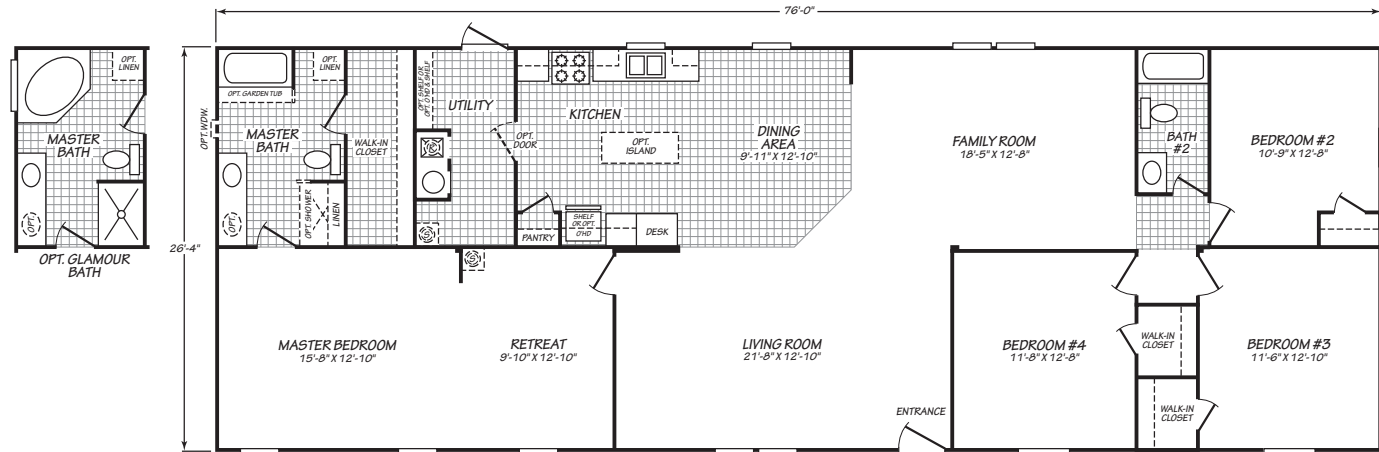 76'-0"
26'-4"
OPT.
LINEN
MASTER
BATH
OPT.
OPT. GLAMOUR
BATH
OPT. WDW.
OPT. GARDEN TUB
OPT.
LINEN
MASTER
BATH
OPT.
OPT. SHOWER
LINEN
WALK-IN
CLOSET
OPT. SHELF OR
OPT. O'HD & SHELF
UTILITY
OPT.
DOOR
S
S
KITCHEN
OPT.
ISLAND
PANTRY
SHELF
OR OPT.
O'HD
DESK
DINING
AREA
9'-11" X 12'-10"
FAMILY ROOM
18'-5" X 12'-8"
BATH
#2
BEDROOM #2
10'-9" X 12'-8"
MASTER BEDROOM
15'-8" X 12'-10"
RETREAT
9'-10" X 12'-10"
LIVING ROOM
21'-8" X 12'-10"
ENTRANCE
BEDROOM #4
11'-8" X 12'-8"
WALK-IN
CLOSET
WALK-IN
CLOSET
BEDROOM #3
11'-6" X 12'-10"